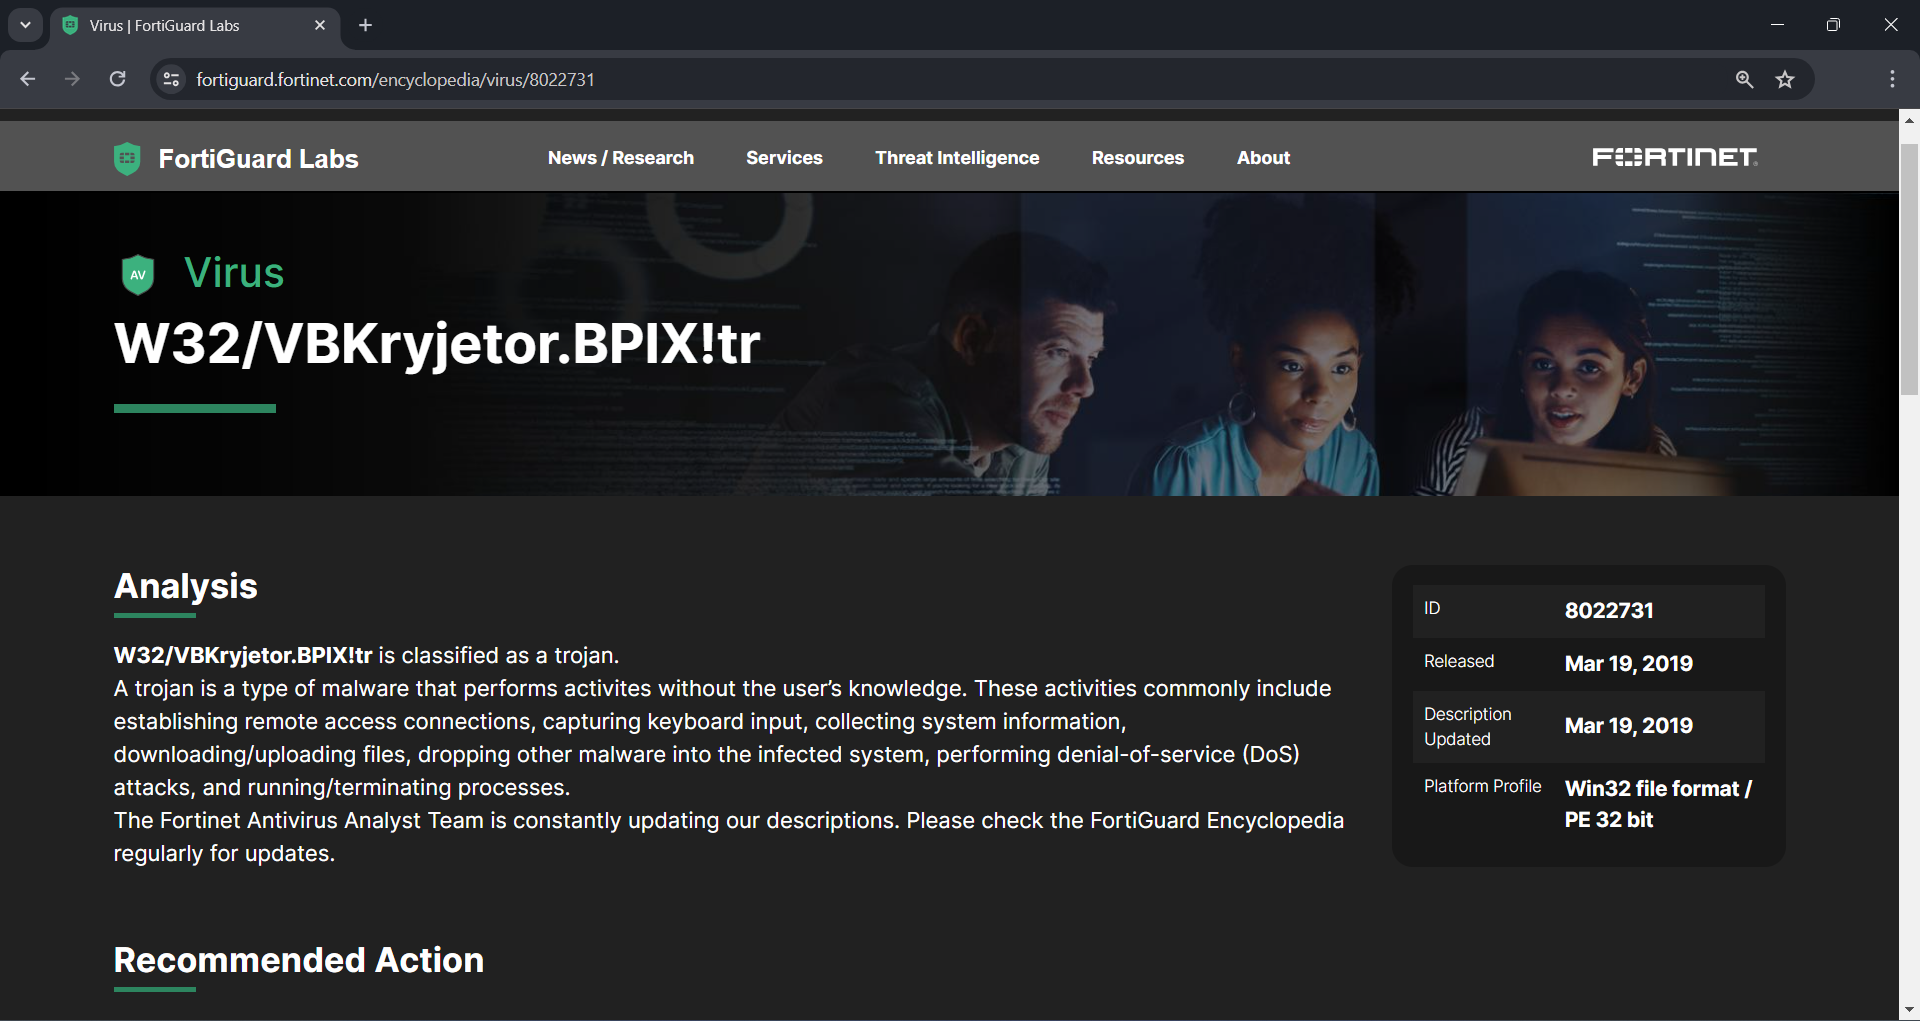 Virus | FortiGuard Labs
fortiguard.fortinet.com/encyclopedia/virus/8022731
FortiGuard Labs
News / Research
Services
Threat Intelligence
Resources
About
FORTINET
AV
Virus
W32/VBKryjetor.BPIX!tr
Analysis
W32/VBKryjetor.BPIX!tr is classified as a trojan.
A trojan is a type of malware that performs activites without the user’s knowledge. These activities commonly include
establishing remote access connections, capturing keyboard input, collecting system information,
downloading/uploading files, dropping other malware into the infected system, performing denial-of-service (DoS)
attacks, and running/terminating processes.
The Fortinet Antivirus Analyst Team is constantly updating our descriptions. Please check the FortiGuard Encyclopedia
regularly for updates.
ID 8022731
Released Mar 19, 2019
Description
Updated
Mar 19, 2019
Platform Profile
Win32 file format /
PE 32 bit
Recommended Action